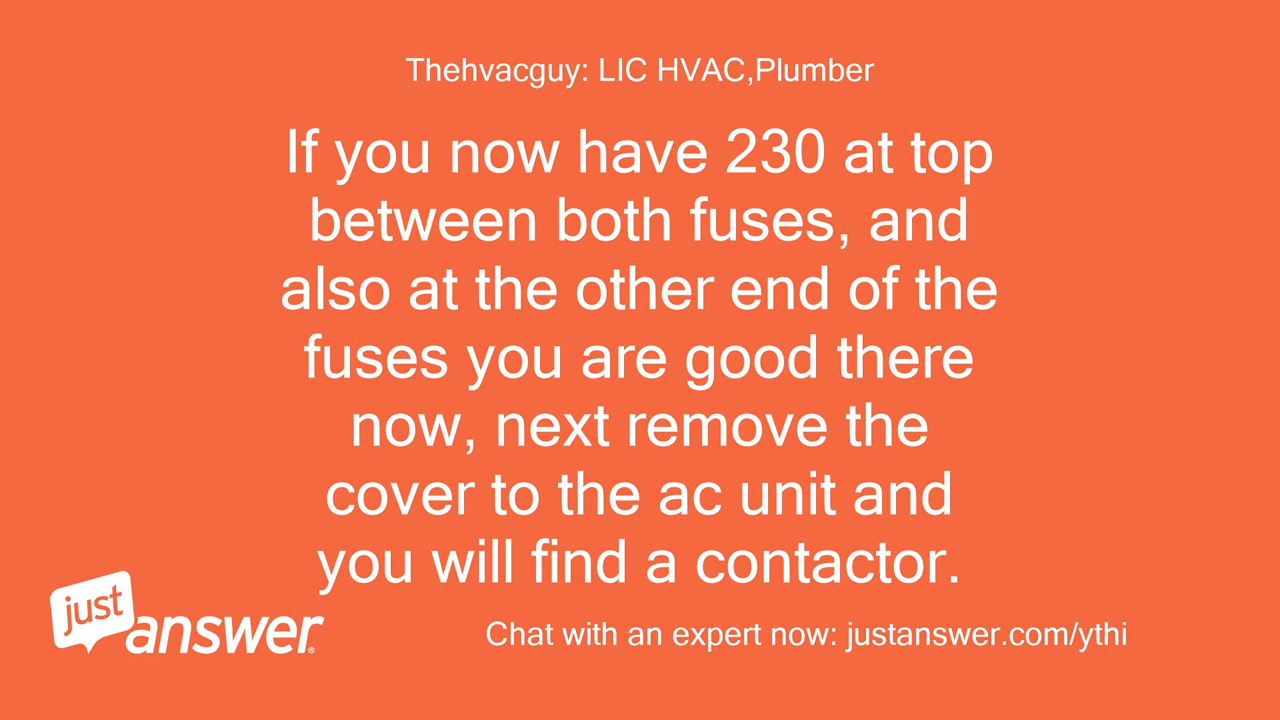 Thehvacguy: LIC HVAC,Plumber
If you now have 230 at top
between both fuses, and
also at the other end of the
fuses you are good there
now, next remove the
cover to the ac unit and
you will find a contactor.
just
answer®
Chat with an expert now: justanswer.com/ythi